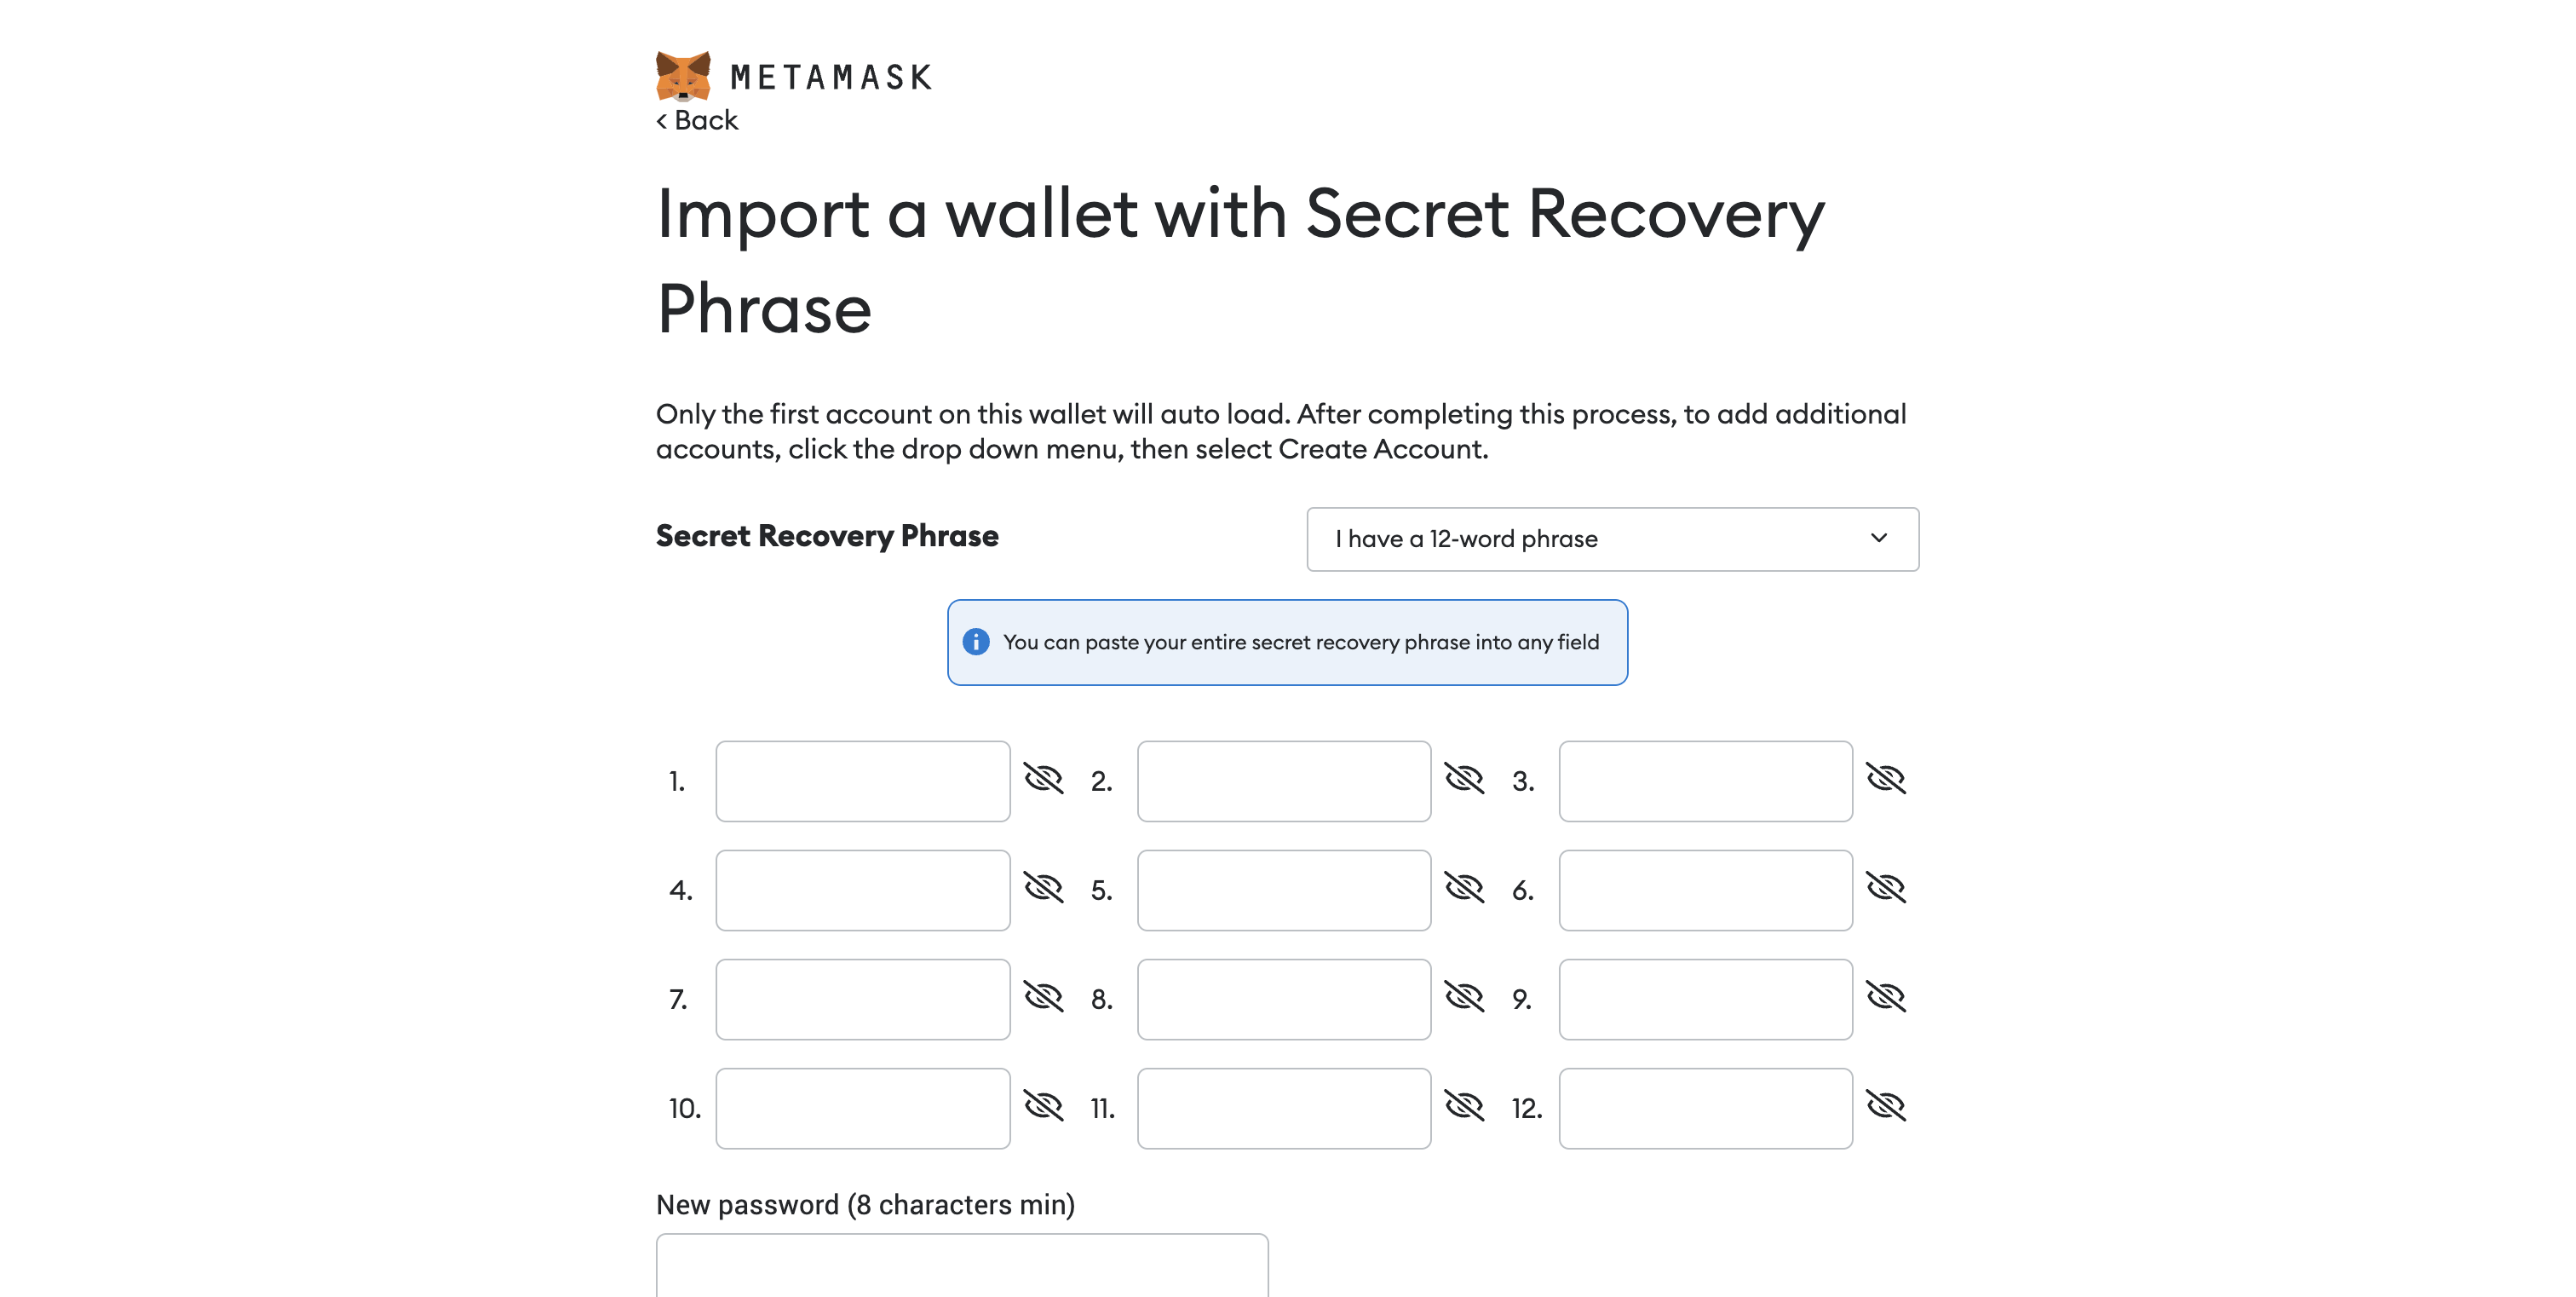 METAMASK
< Back
Import a wallet with Secret Recovery
Phrase
Only the first account on this wallet will auto load. After completing this process, to add additional
accounts, click the drop down menu, then select Create Account.
Secret Recovery Phrase
I have a 12-word phrase
You can paste your entire secret recovery phrase into any field
1. 2. 3.
4. 5. 6.
7. 8. 9.
10. 11. 12.
New password (8 characters min)